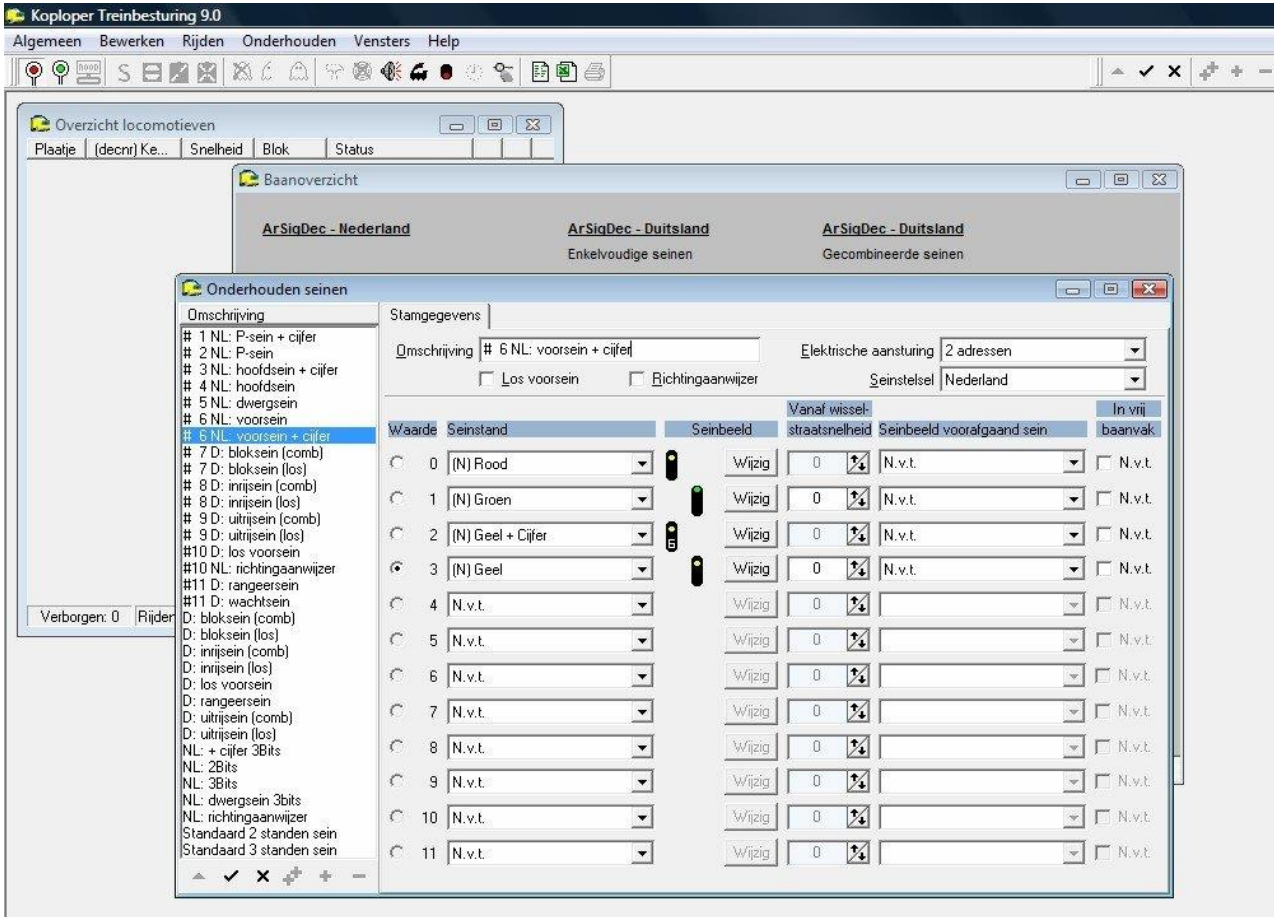 Koploper Treinbesturing 9.0
Algemeen Bewerken Rijden Onderhouden Vensters Help
Overzicht locomotieven
Plaatje (decnr) Ke... Snelheid Blok Status
Baanoverzicht
ArSigDec - Nederland ArSigDec - Duitsland ArSigDec - Duitsland
Enkelvoudige seinen Gecombineerde seinen
Verborgen: 0
Onderhouden seinen
Omschrijving
# 1 NL: P-sein + cijfer
# 2 NL: P-sein
# 3 NL: hoofdsein + cijfer
# 4 NL: hoofdsein
# 5 NL: dwergsein
# 6 NL: voorsein
# 6 NL: voorsein + cijfer
# 7 D: bloksein (comb)
# 7 D: bloksein (los)
# 8 D: inrijsein (comb)
# 8 D: inrijsein (los)
# 9 D: uitrijsein (comb)
# 9 D: uitrijsein (los)
#10 D: los voorsein
#10 NL: richtingaanwijzer
#11 D: rangeersein
#11 D: wachtsein
D: bloksein (comb)
D: bloksein (los)
D: inrijsein (comb)
D: inrijsein (los)
D: los voorsein
D: rangeersein
D: uitrijsein (comb)
D: uitrijsein (los)
NL: + cijfer 3Bits
NL: 2Bits
NL: 3Bits
NL: dwergsein 3bits
NL: richtingaanwijzer
Standaard 2 standen sein
Standaard 3 standen sein
Stamgegevens
Omschrijving # 6 NL: voorsein + cijfer Elektrische aansturing 2 adressen
Los voorsein Richtingaanwijzer Seinstelsel Nederland
Vanaf wissel- In vrij
Waarde Seinstand Seinbeeld straatsnelheid Seinbeeld voorafgaand sein baanvak
0 (N) Rood Wijzig 0 N.v.t. N.v.t.
1 (N) Groen Wijzig 0 N.v.t. N.v.t.
2 (N) Geel + Cijfer 6 Wijzig 0 N.v.t. N.v.t.
3 (N) Geel Wijzig 0 N.v.t. N.v.t.
4 N.v.t. Wijzig 0 N.v.t.
5 N.v.t. Wijzig 0 N.v.t.
6 N.v.t. Wijzig 0 N.v.t.
7 N.v.t. Wijzig 0 N.v.t.
8 N.v.t. Wijzig 0 N.v.t.
9 N.v.t. Wijzig 0 N.v.t.
10 N.v.t. Wijzig 0 N.v.t.
11 N.v.t. Wijzig 0 N.v.t.